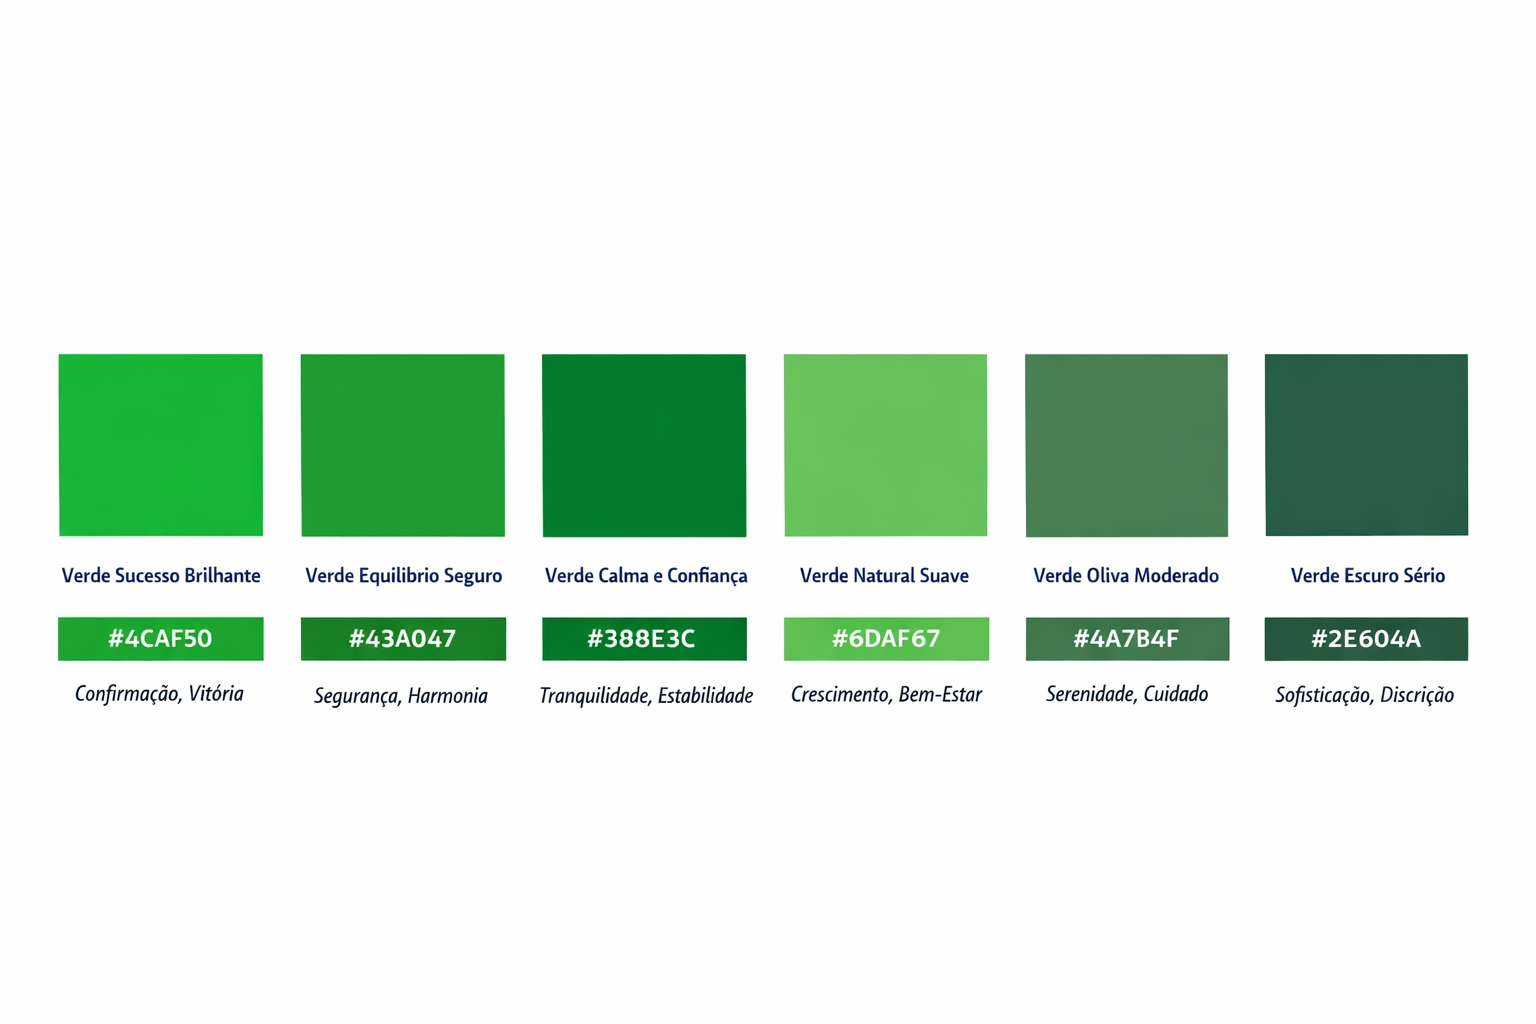 Verde Sucesso Brilhante
Verde Equilibrio Seguro
Verde Calma e Confiança
Verde Natural Suave
Verde Oliva Moderado
Verde Escuro Sério
#4CAF50
#43A047
#388E3C
#6DAF67
#4A7B4F
#2E604A
Confirmação, Vitória
Segurança, Harmonia
Tranquilidade, Estabilidade
Crescimento, Bem-Estar
Serenidade, Cuidado
Sofisticação, Discrição